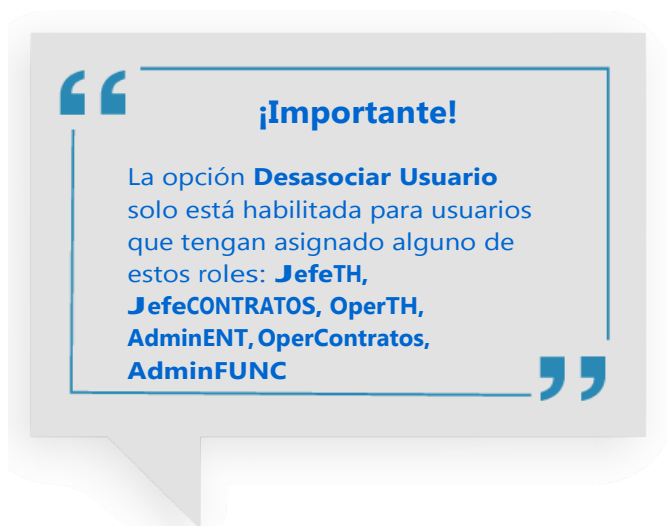 ¡Importante!
La opción Desasociar Usuario
solo está habilitada para usuarios
que tengan asignado alguno de
estos roles: JefeTH,
JefeCONTRATOS, OperTH,
AdminENT, OperContratos,
AdminFUNC